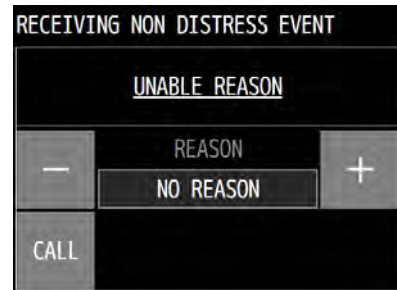 RECEIVING NON DISTRESS EVENT
UNABLE REASON
REASON
− +
NO REASON
CALL